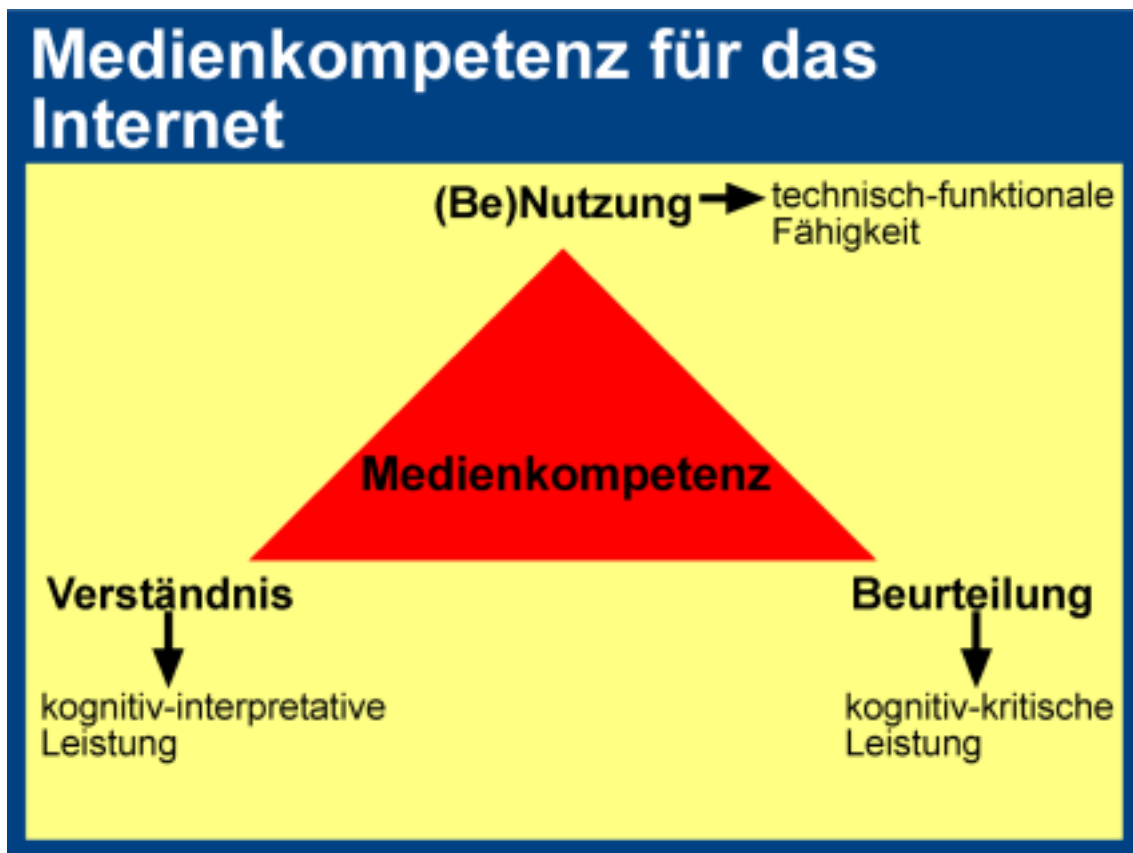 Medienkompetenz für das
Internet
(Be)Nutzung
technisch-funktionale
Fähigkeit
Medienkompetenz
Verständnis
kognitiv-interpretative
Leistung
Beurteilung
kognitiv-kritische
Leistung